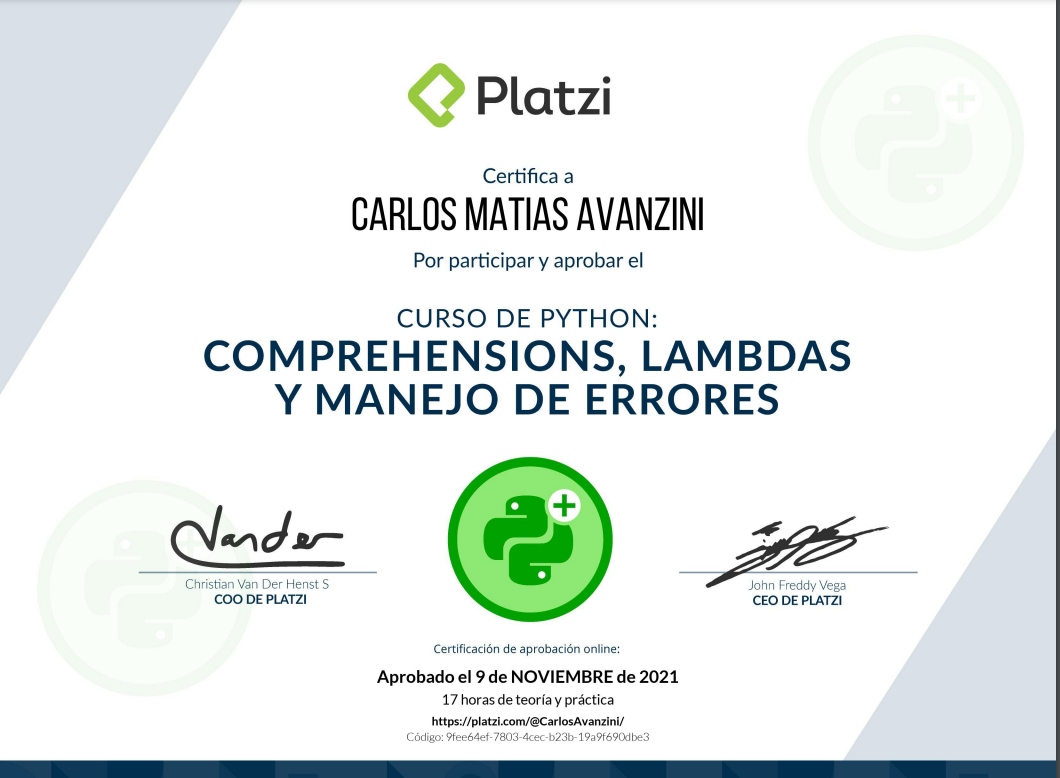 Platzi
Certifica a
CARLOS MATIAS AVANZINI
Por participar y aprobar el
CURSO DE PYTHON:
COMPREHENSIONS, LAMBDAS
Y MANEJO DE ERRORES
Vander
Christian Van Der Henst S
COO DE PLATZI
John Freddy Vega
CEO DE PLATZI
Certificación de aprobación online:
Aprobado el 9 de NOVIEMBRE de 2021
17 horas de teoría y práctica
https://platzi.com/@CarlosAvanzini/
Código: 9fee64ef-7803-4cec-b23b-19a9f690dbe3